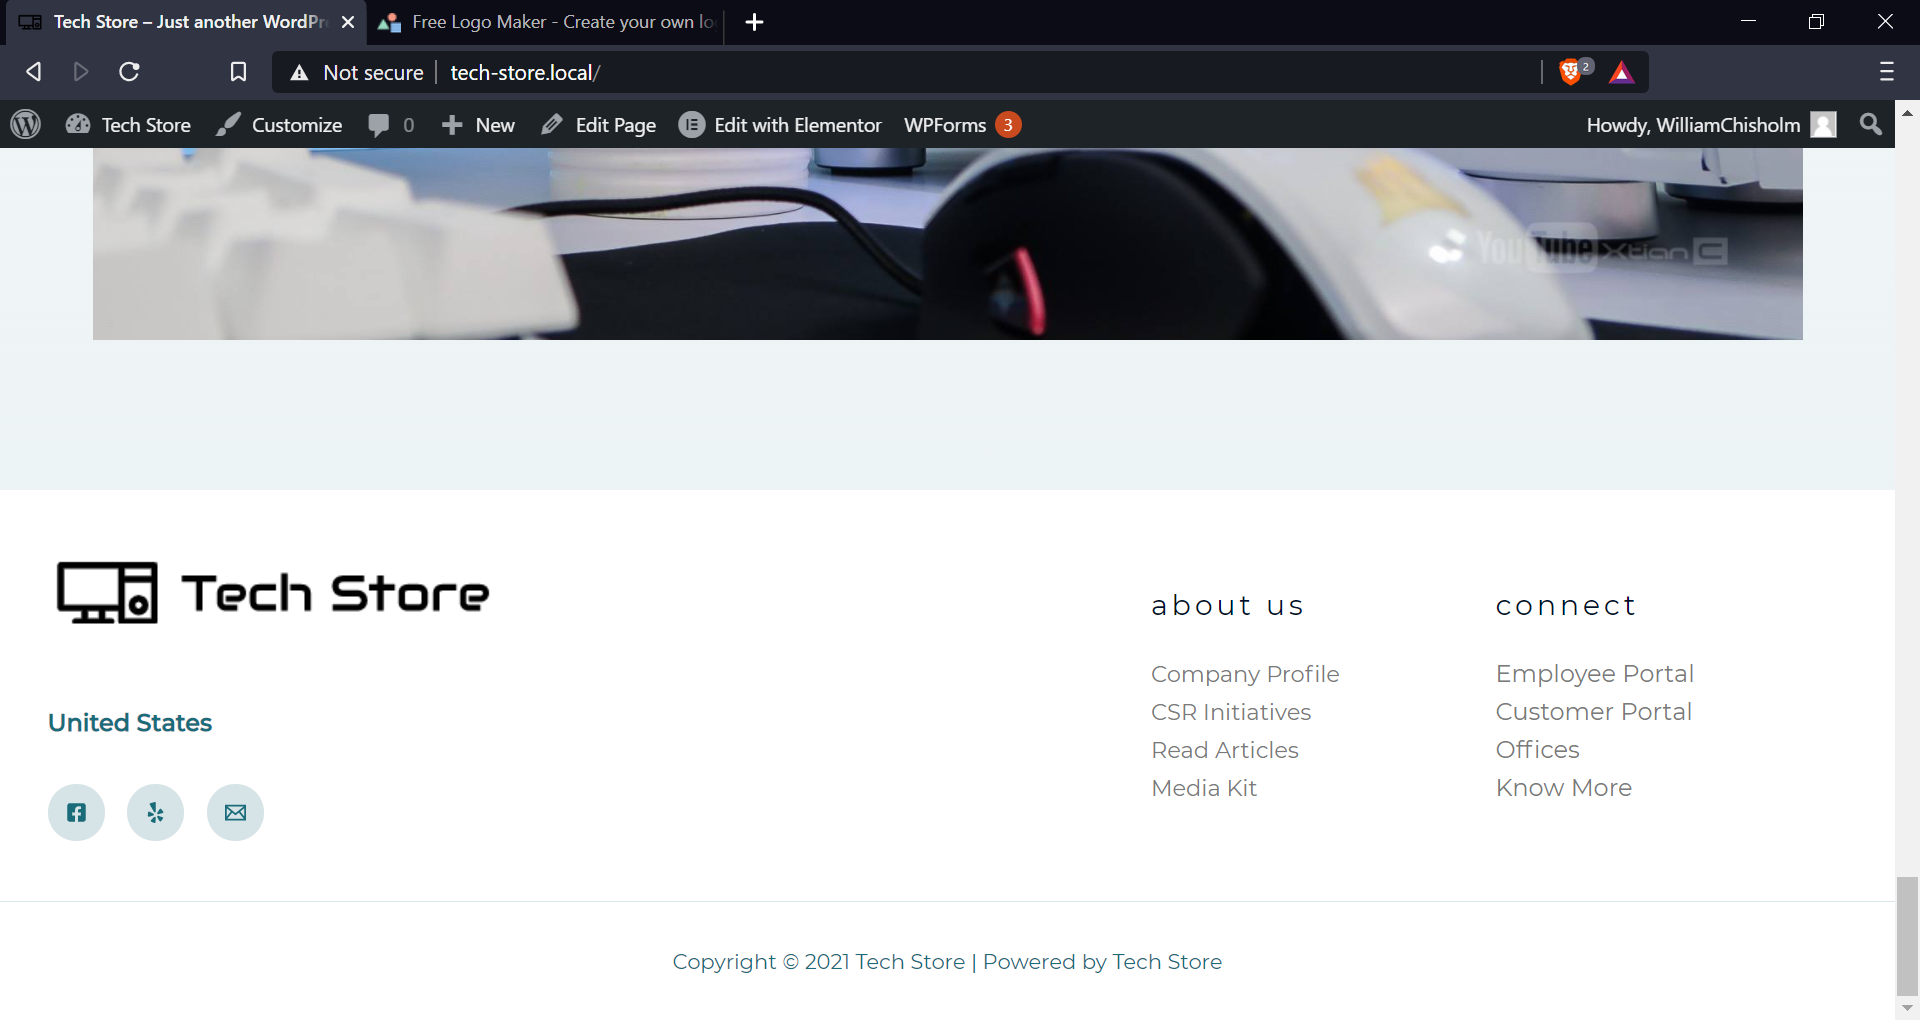 Tech Store – Just another WordPr
Free Logo Maker - Create your own lo
Not secure
tech-store.local/
2
Tech Store
Customize
0
New
Edit Page
Edit with Elementor
WPForms
3
Howdy, WilliamChisholm
YouTube Xtian C
Tech Store
United States
about us
Company Profile
CSR Initiatives
Read Articles
Media Kit
connect
Employee Portal
Customer Portal
Offices
Know More
Copyright © 2021 Tech Store | Powered by Tech Store